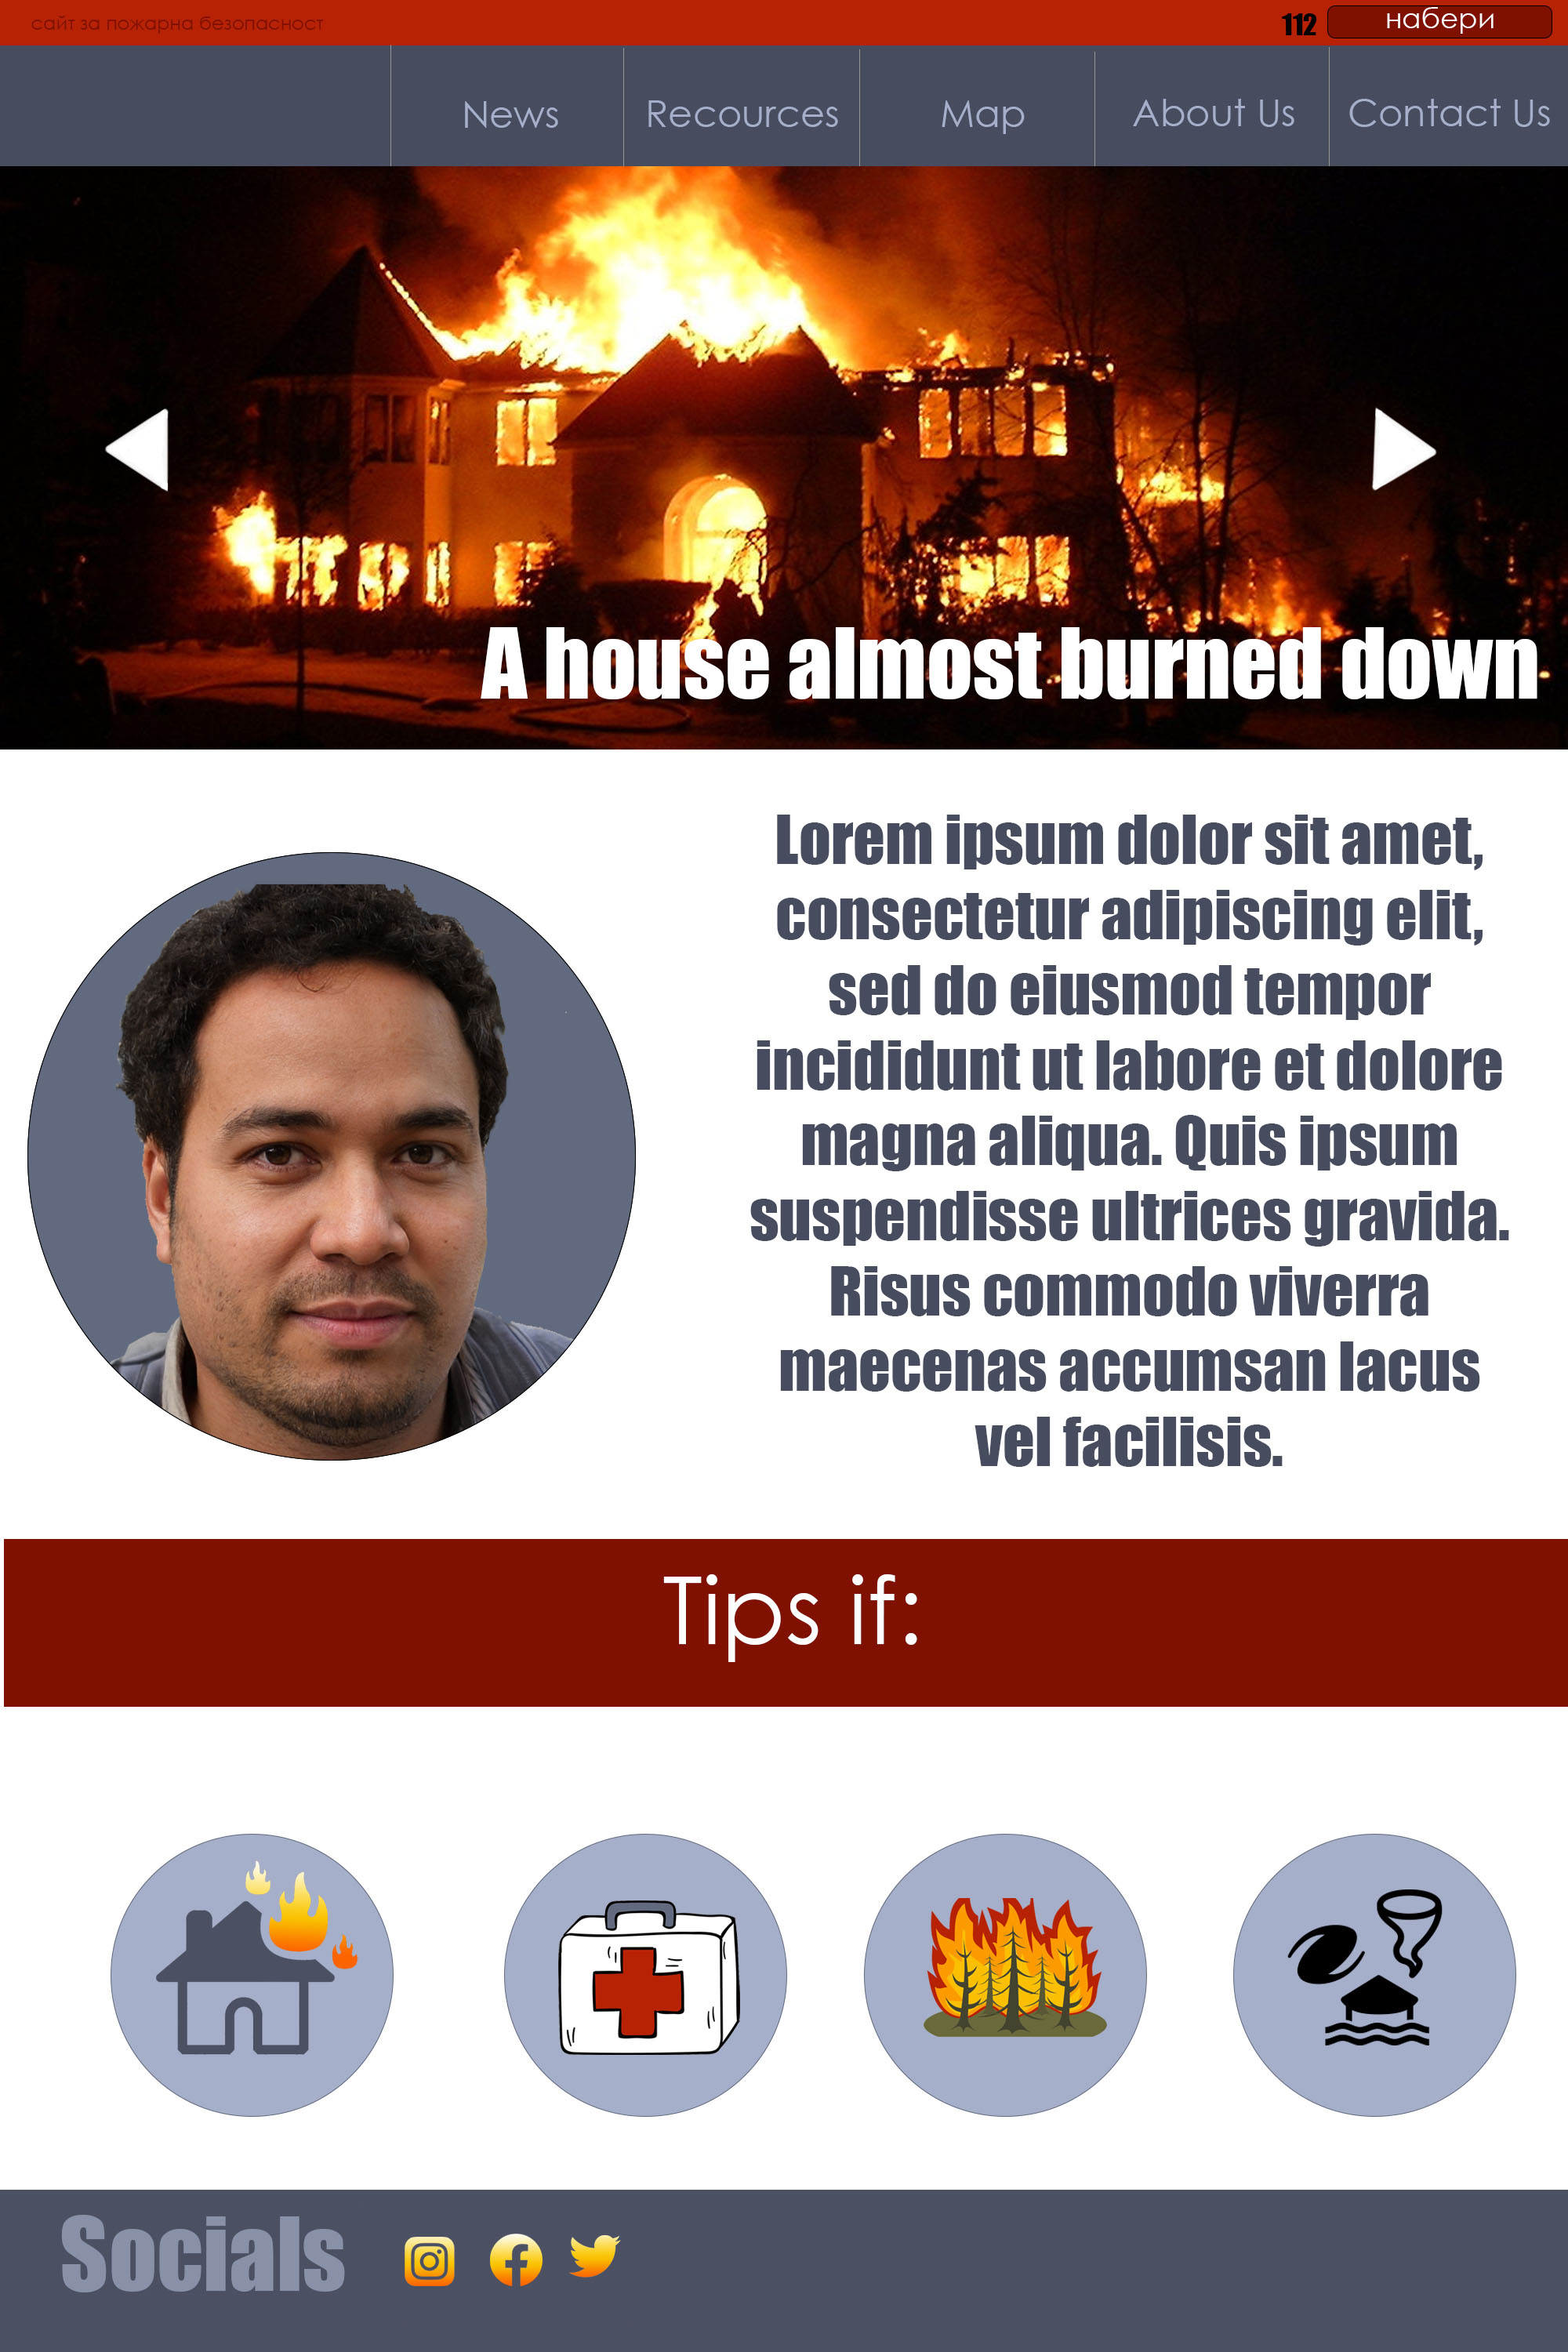 сайт за пожарна безопасност
112 набери
News Recources Map About Us Contact Us
A house almost burned down
Lorem ipsum dolor sit amet,
consectetur adipiscing elit,
sed do eiusmod tempor
incididunt ut labore et dolore
magna aliqua. Quis ipsum
suspendisse ultrices gravida.
Risus commodo viverra
maecenas accumsan lacus
vel facilisis.
Tips if:
Socials